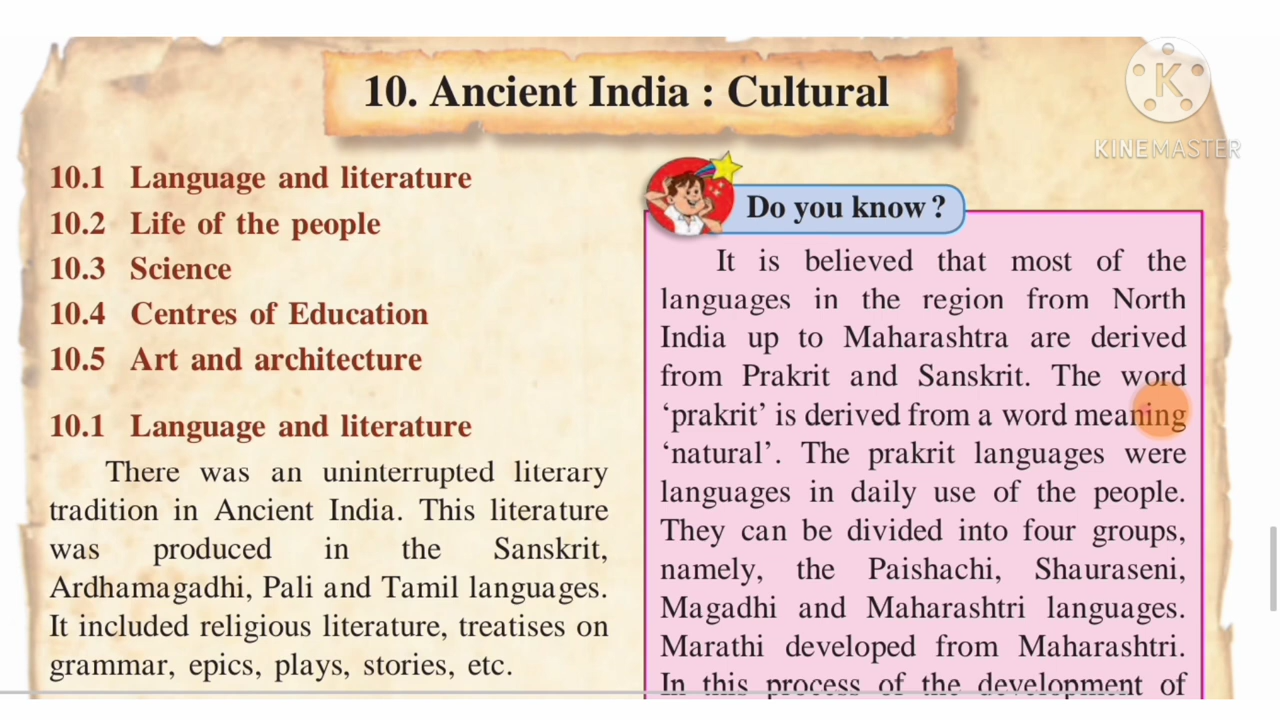 10. Ancient India : Cultural
KINEMASTER
10.1 Language and literature
10.2 Life of the people
10.3 Science
10.4 Centres of Education
10.5 Art and architecture
10.1 Language and literature
There was an uninterrupted literary
tradition in Ancient India. This literature
was produced in the Sanskrit,
Ardhamagadhi, Pali and Tamil languages.
It included religious literature, treatises on
grammar, epics, plays, stories, etc.
Do you know ?
It is believed that most of the
languages in the region from North
India up to Maharashtra are derived
from Prakrit and Sanskrit. The word
‘prakrit’ is derived from a word meaning
‘natural’. The prakrit languages were
languages in daily use of the people.
They can be divided into four groups,
namely, the Paishachi, Shauraseni,
Magadhi and Maharashtri languages.
Marathi developed from Maharashtri.
In this process of the development of